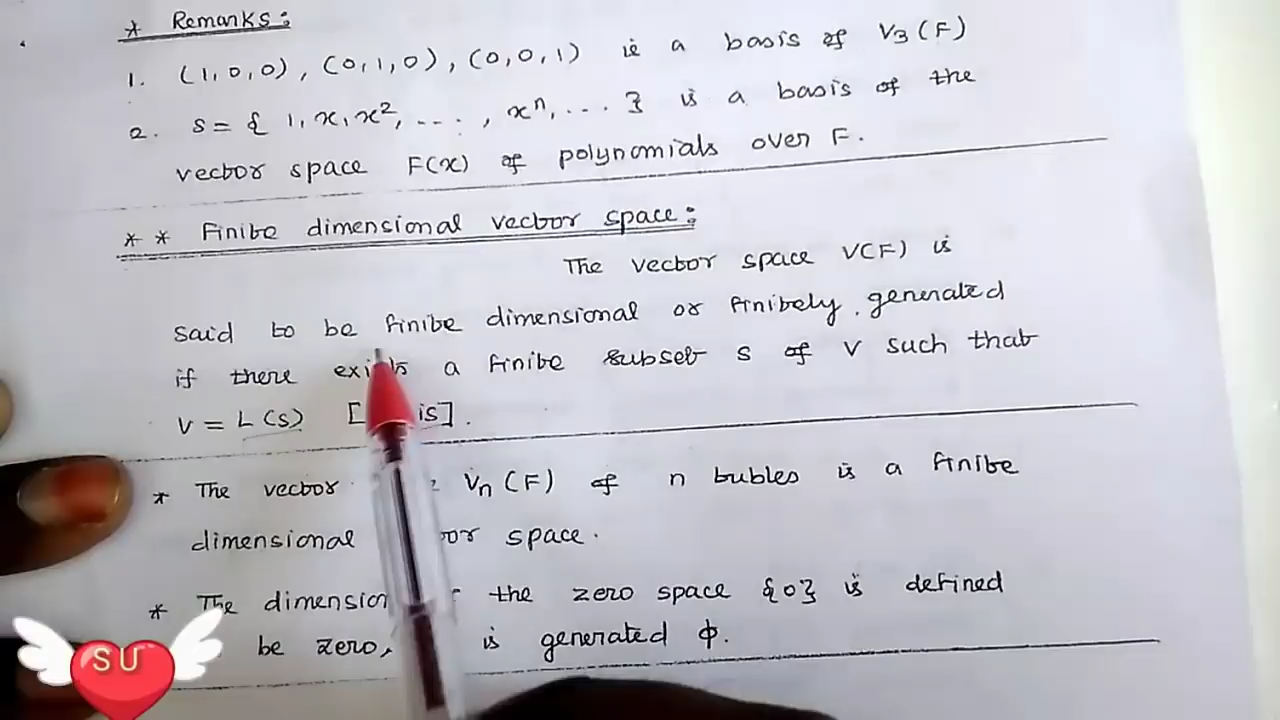 * Remarks:
1. (1,0,0), (0,1,0), (0,0,1) is a basis of V₃(F)
2. S = { 1, x, x², ---, xⁿ, ... } is a basis of the
vector space F(x) of polynomials over F.
* * Finite dimensional vector space:
The vector space V(F) is
said to be finite dimensional or finitely generated
if there exists a finite subset S of V such that
V = L(S) [ is].
* The vector Vₙ(F) of n tubles is a finite
dimensional space.
* The dimension the zero space {0} is defined
be zero, is generated φ.
SU